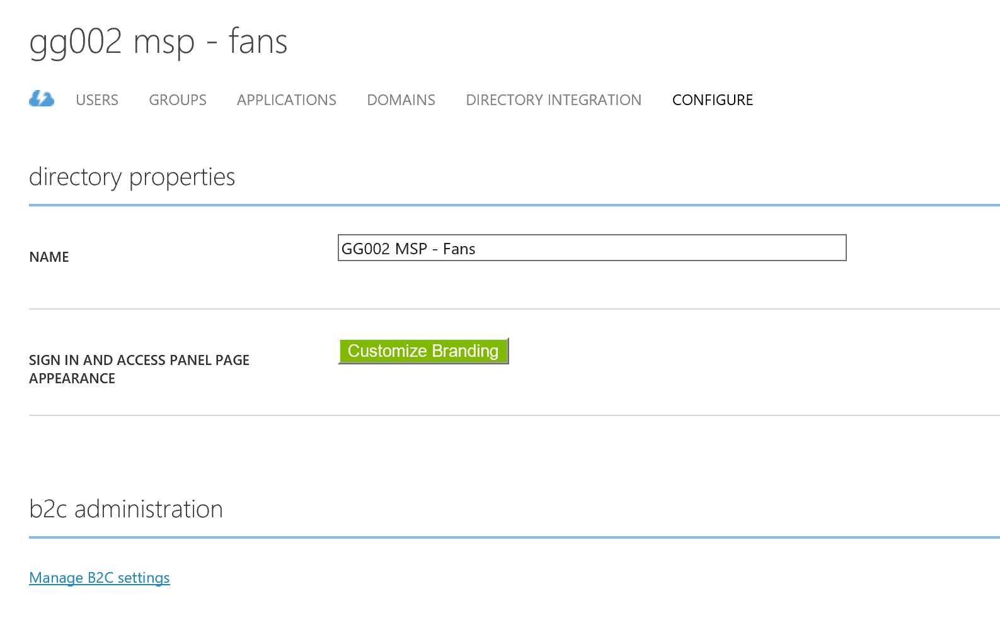 gg002 msp - fans
USERS GROUPS APPLICATIONS DOMAINS DIRECTORY INTEGRATION CONFIGURE
directory properties
NAME
GG002 MSP - Fans
SIGN IN AND ACCESS PANEL PAGE
APPEARANCE
Customize Branding
b2c administration
Manage B2C settings